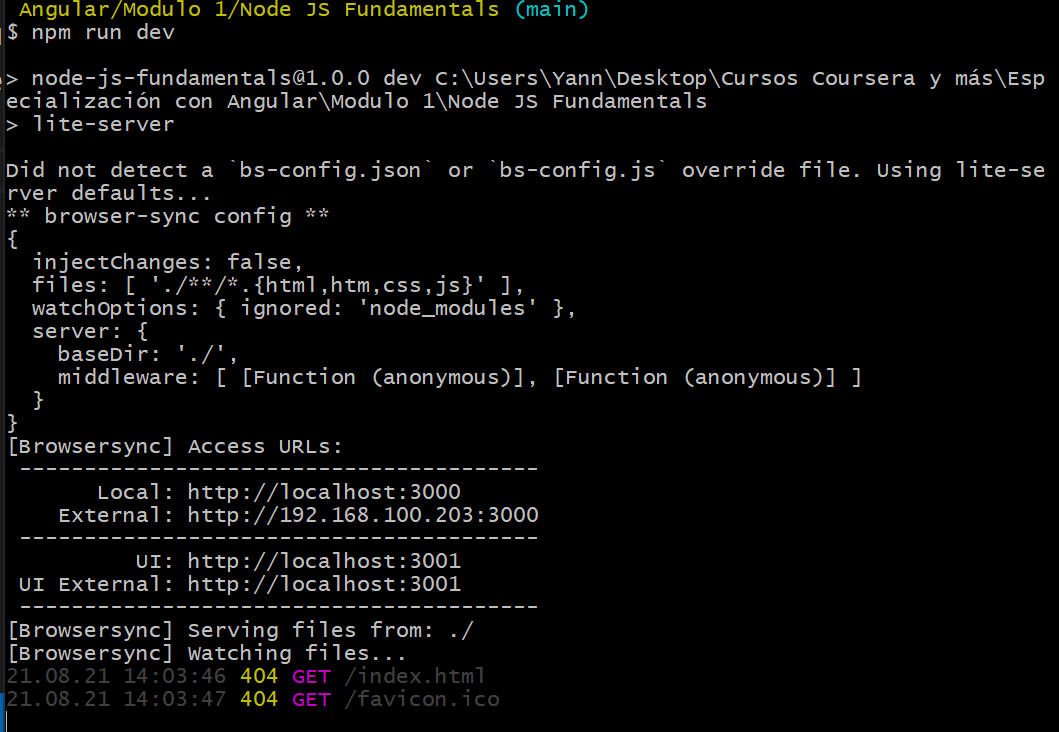 Angular/Modulo 1/Node JS Fundamentals (main)
$ npm run dev
> node-js-fundamentals@1.0.0 dev C:\Users\Yann\Desktop\Cursos Coursera y más\Esp
ecialización con Angular\Modulo 1\Node JS Fundamentals
> lite-server
Did not detect a `bs-config.json` or `bs-config.js` override file. Using lite-se
rver defaults...
** browser-sync config **
{
  injectChanges: false,
  files: [ './**/*.{html,htm,css,js}' ],
  watchOptions: { ignored: 'node_modules' },
  server: {
    baseDir: './',
    middleware: [ [Function (anonymous)], [Function (anonymous)] ]
  }
}
[Browsersync] Access URLs:
 ----------------------------------------
       Local: http://localhost:3000
    External: http://192.168.100.203:3000
 ----------------------------------------
          UI: http://localhost:3001
 UI External: http://localhost:3001
 ----------------------------------------
[Browsersync] Serving files from: ./
[Browsersync] Watching files...
21.08.21 14:03:46 404 GET /index.html
21.08.21 14:03:47 404 GET /favicon.ico